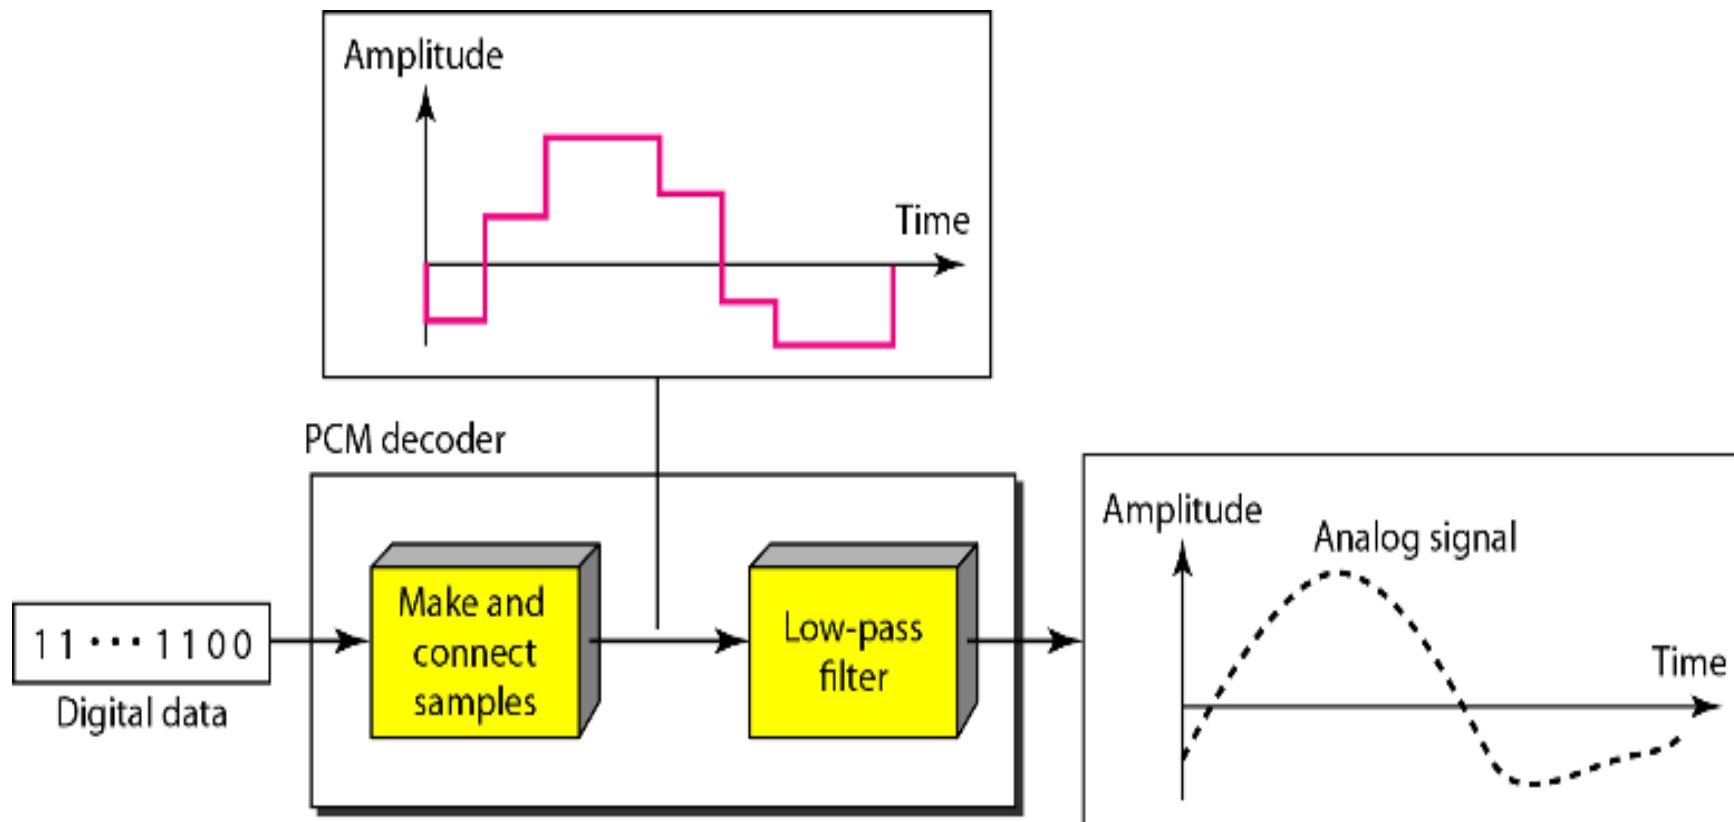 Amplitude
Time
PCM decoder
Make and
connect
samples
Low-pass
filter
11···1100
Digital data
Amplitude
Analog signal
Time